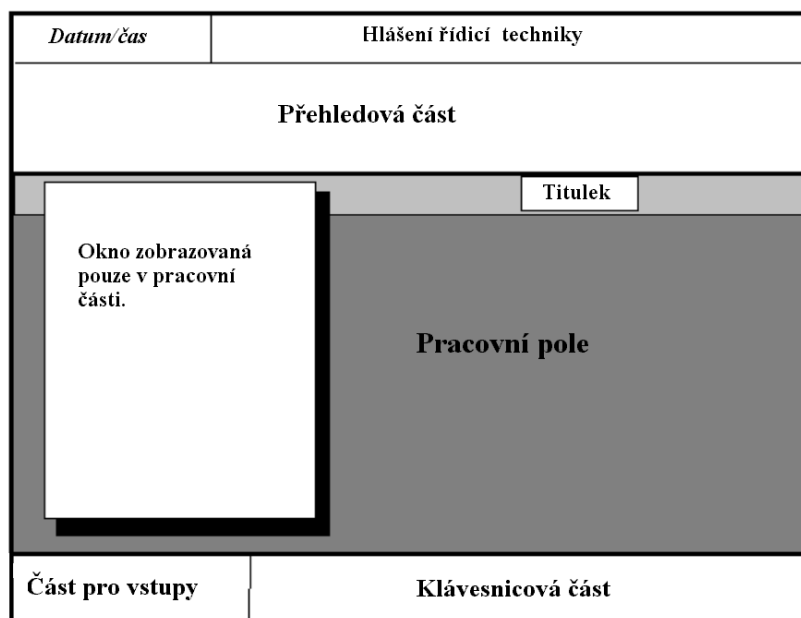 Datum/čas
Hlášení řídicí techniky
Přehledová část
Titulek
Okno zobrazovaná
pouze v pracovní
části.
Pracovní pole
Část pro vstupy
Klávesnicová část